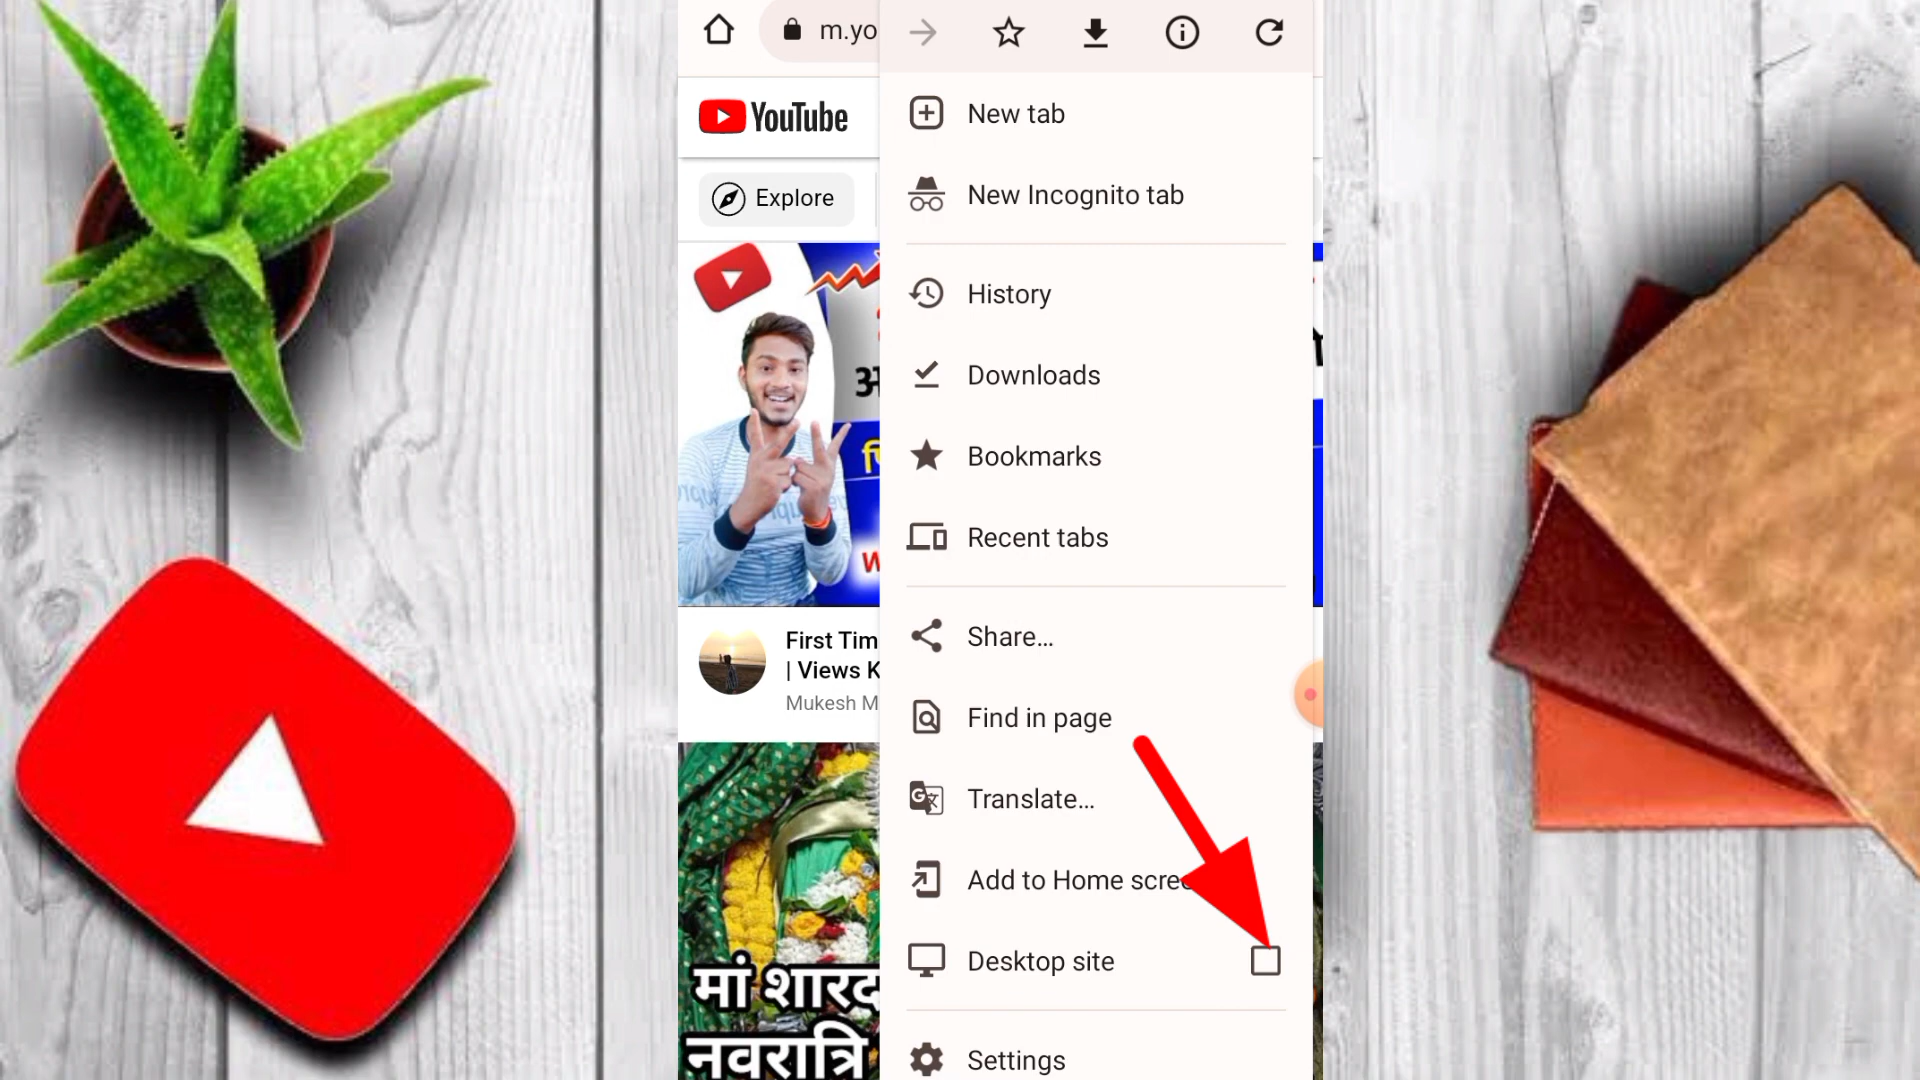 m.yo
YouTube
Explore
New tab
New Incognito tab
History
Downloads
Bookmarks
Recent tabs
First Tim
| Views K
Mukesh M
Share...
Find in page
Translate...
Add to Home scree
Desktop site
मां शारद
नवरात्रि
Settings